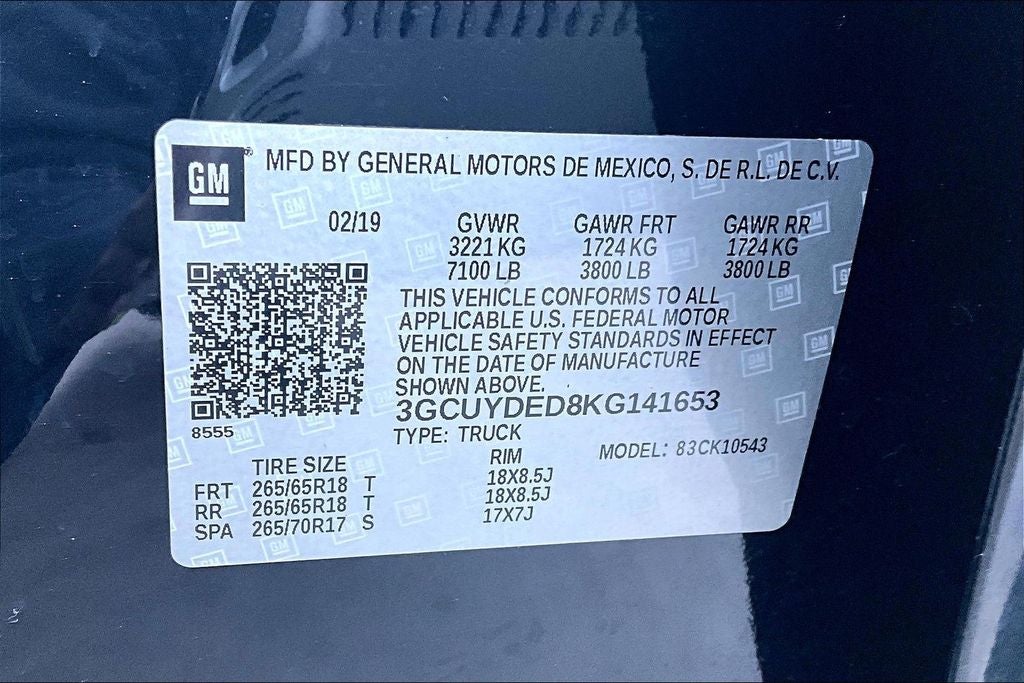 GM
® MFD BY GENERAL MOTORS DE MEXICO, S. DE R.L. DE C.V.
02/19 GVWR GAWR FRT GAWR RR
3221 KG 1724 KG 1724 KG
7100 LB 3800 LB 3800 LB
THIS VEHICLE CONFORMS TO ALL
APPLICABLE U.S. FEDERAL MOTOR
VEHICLE SAFETY STANDARDS IN EFFECT
ON THE DATE OF MANUFACTURE
SHOWN ABOVE.
3GCUYDED8KG141653
8555
TYPE: TRUCK MODEL: 83CK10543
TIRE SIZE RIM
FRT 265/65R18 T 18X8.5J
RR 265/65R18 T 18X8.5J
SPA 265/70R17 S 17X7J